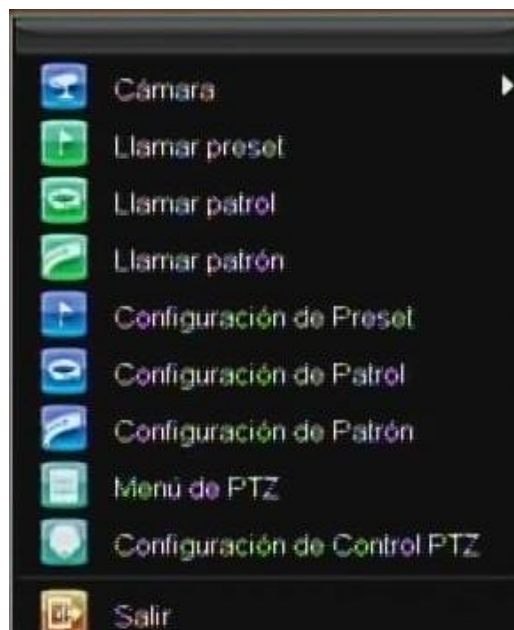 Cámara
Llamar preset
Llamar patrol
Llamar patrón
Configuración de Preset
Configuración de Patrol
Configuración de Patrón
Menú de PTZ
Configuración de Control PTZ
Salir